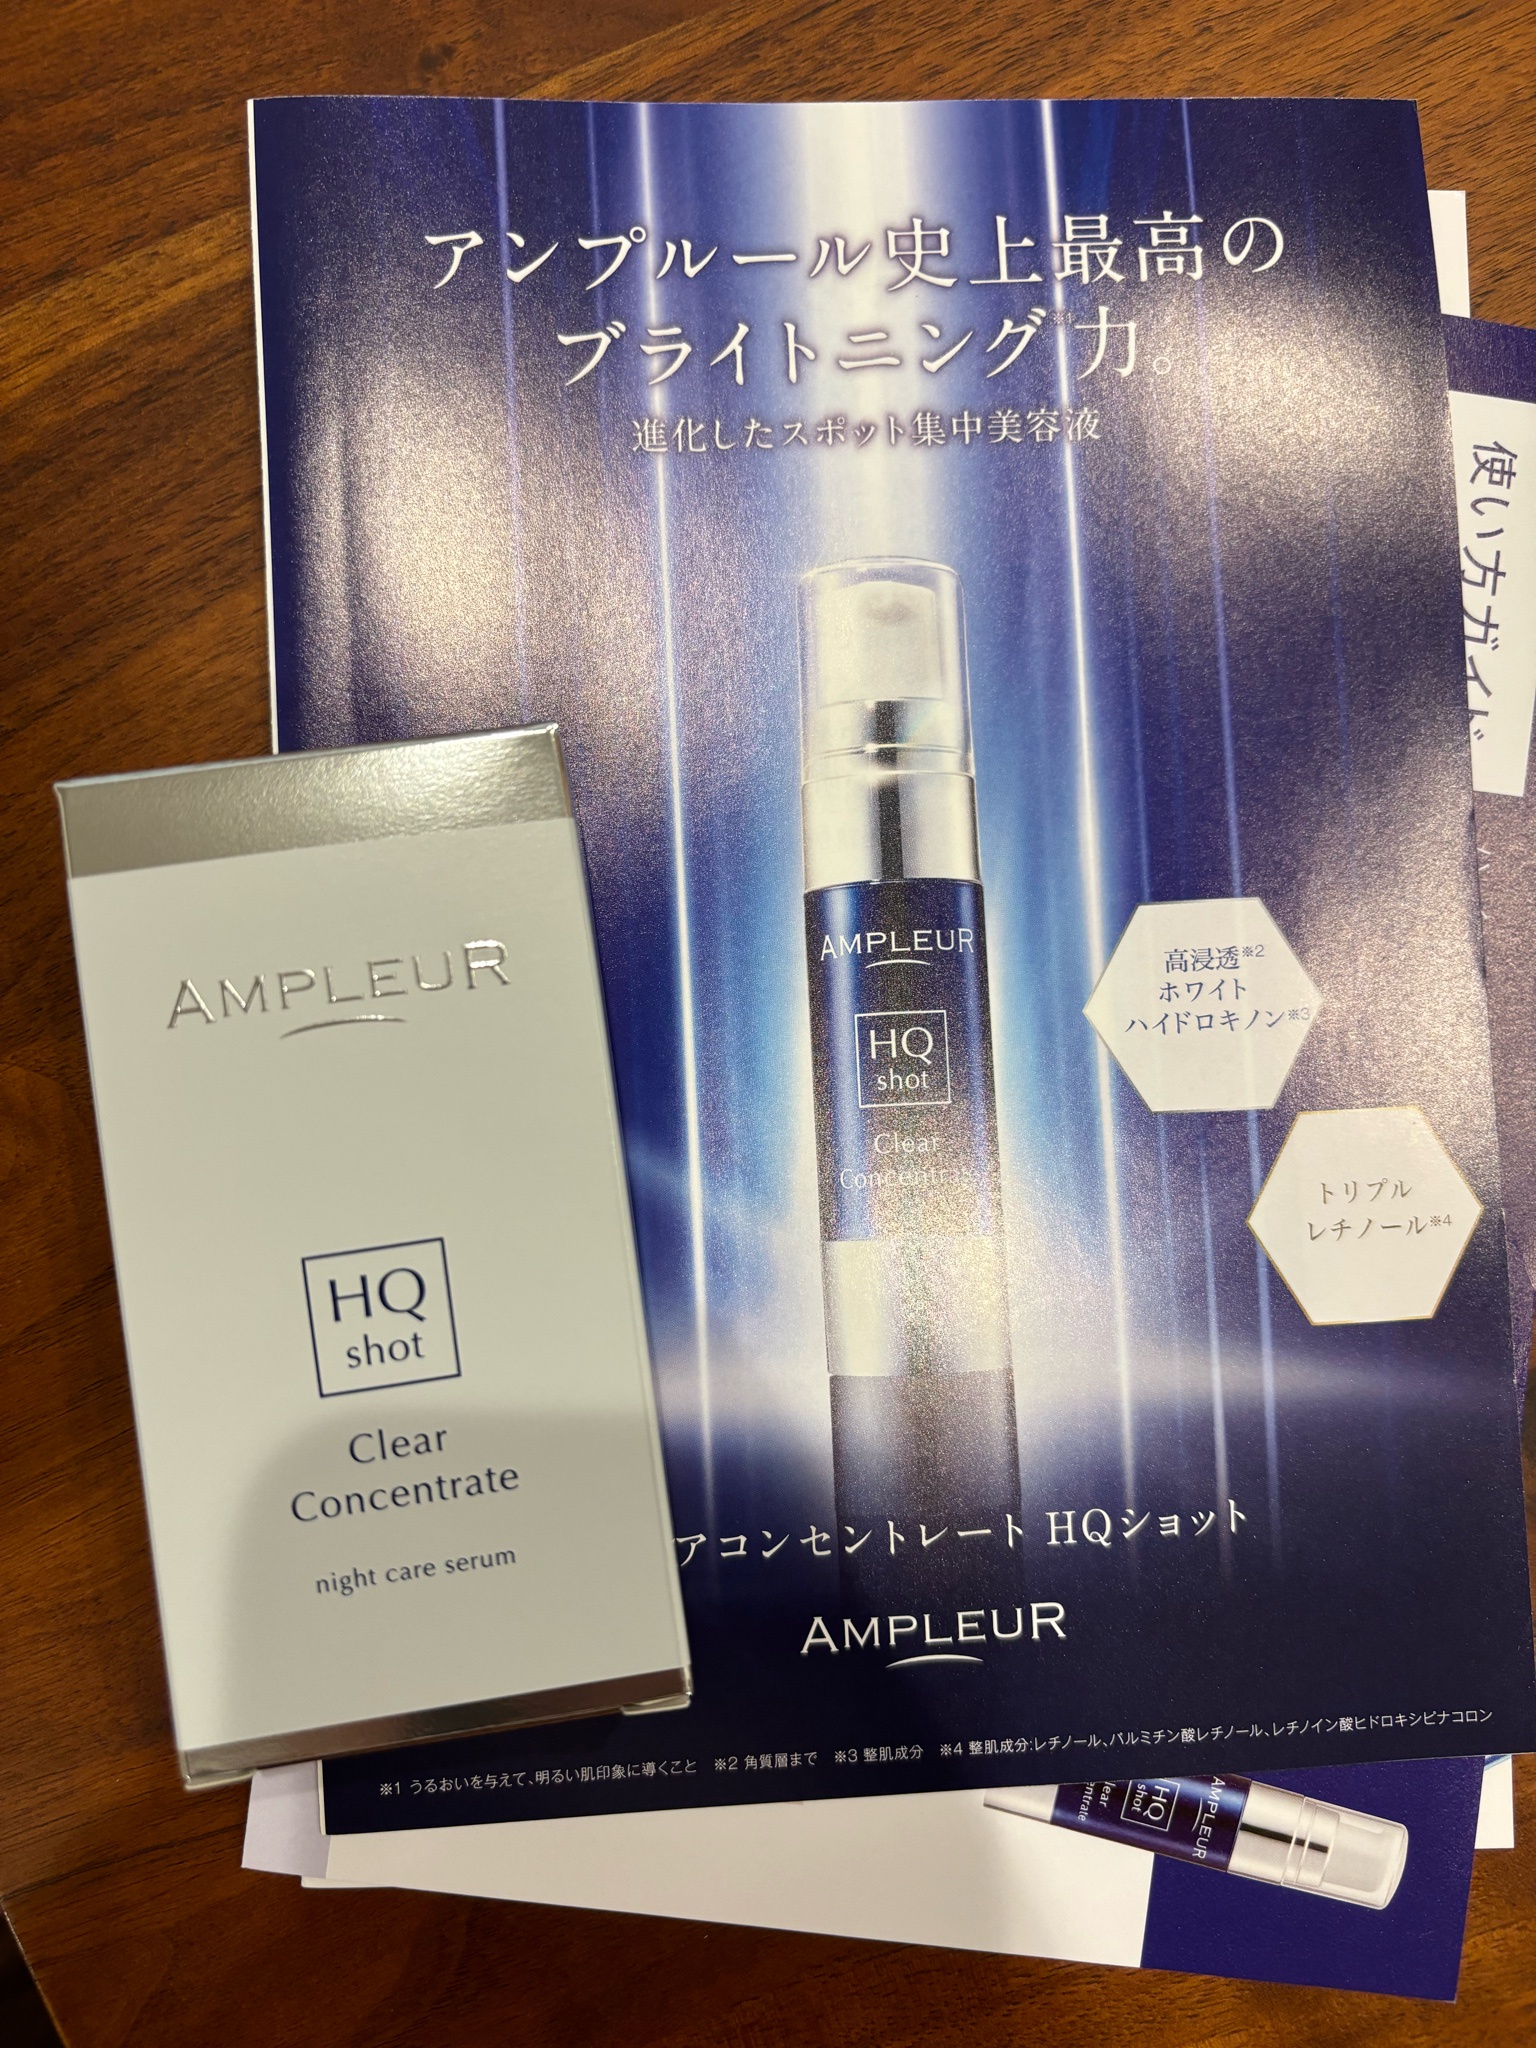 アンプルール史上最高の
ブライトニング※1力。
進化したスポット集中美容液
使い方ガイド
AMPLEUR
HQ
shot
Clear
Concentrate
高浸透※2
ホワイト
ハイドロキノン※3
トリプル
レチノール※4
AMPLEUR
HQ
shot
Clear
Concentrate
night care serum
アコンセントレート HQショット
AMPLEUR
※1 うるおいを与えて、明るい肌印象に導くこと ※2 角質層まで ※3 整肌成分 ※4 整肌成分:レチノール、パルミチン酸レチノール、レチノイン酸ヒドロキシピナコロン
AMPLEUR
HQ
shot